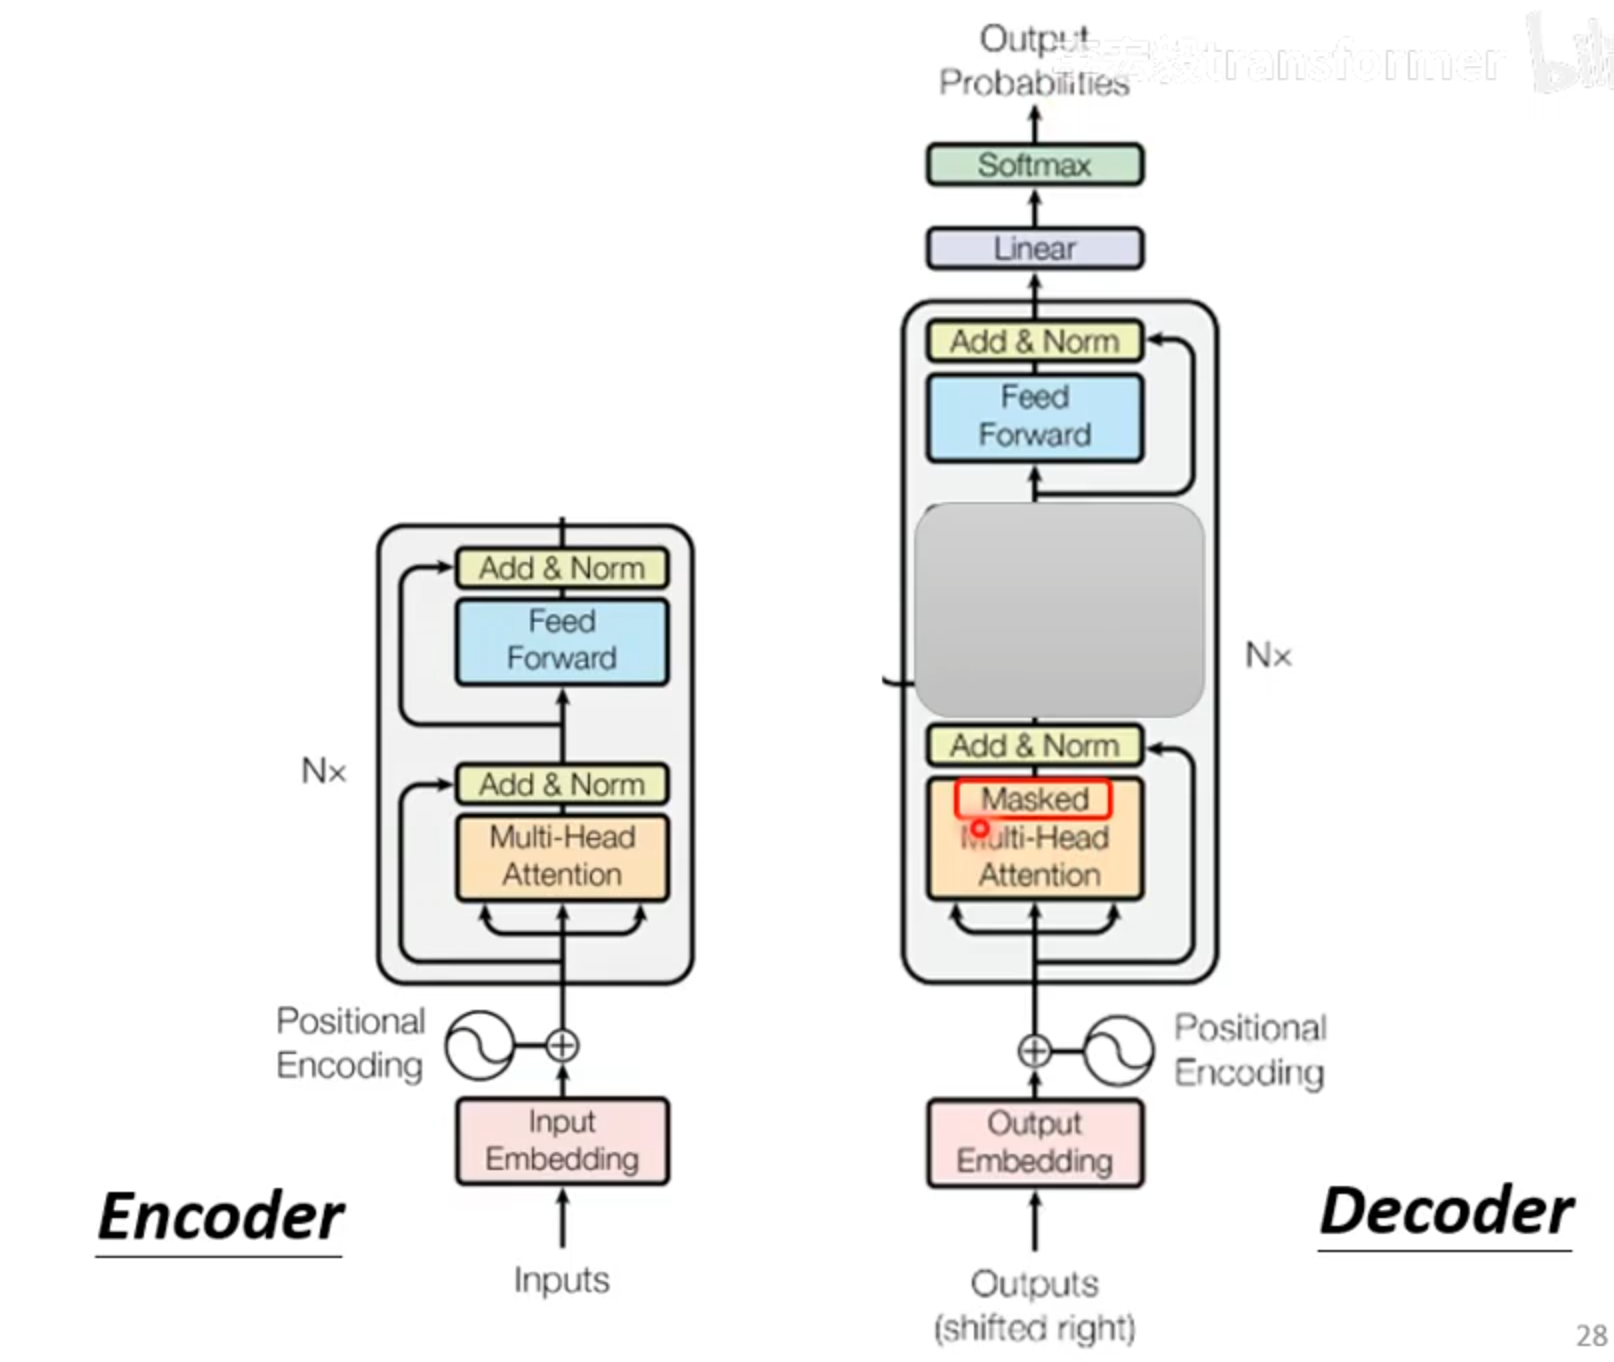 Output
Probabilities
transformer
Softmax
Linear
Add & Norm
Feed
Forward
Nx
Add & Norm
Masked
Multi-Head
Attention
Positional
Encoding
Output
Embedding
Outputs
(shifted right)
Decoder
Add & Norm
Feed
Forward
Nx
Add & Norm
Multi-Head
Attention
Positional
Encoding
Input
Embedding
Inputs
Encoder
28